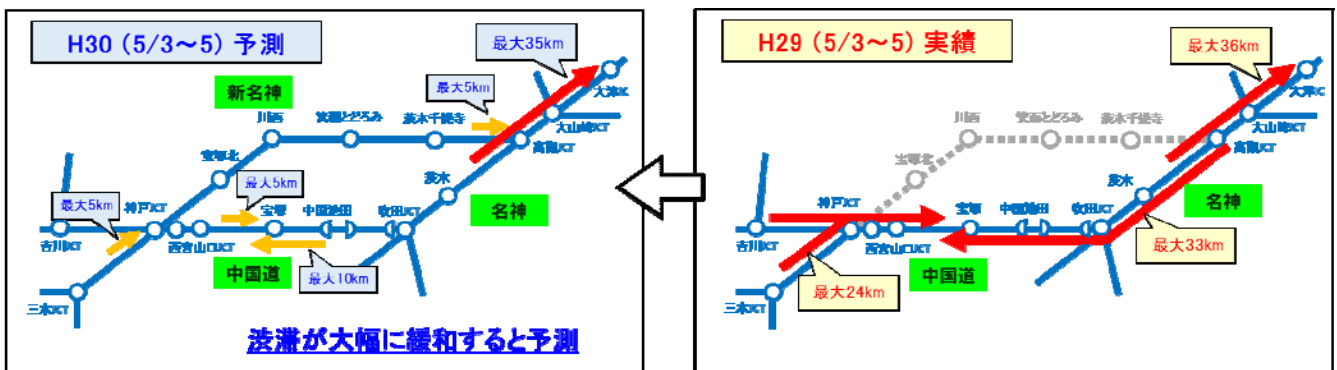 H30 (5/3～5) 予測
最大35km
大津IC
新名神
最大5km
川西
箕面とどろみ
茨木千提寺
大山崎JCT
高槻JCT
宝塚北
茨木
最大5km
最大5km
神戸JCT
宝塚
中国池田
吹田JCT
名神
吉川JCT
西宮山口JCT
中国道
最大10km
三木JCT
渋滞が大幅に緩和すると予測
H29 (5/3～5) 実績
最大36km
大津IC
川西
箕面とどろみ
茨木千提寺
大山崎JCT
高槻JCT
宝塚北
茨木
神戸JCT
宝塚
中国池田
吹田JCT
名神
吉川JCT
西宮山口JCT
最大33km
中国道
最大24km
三木JCT